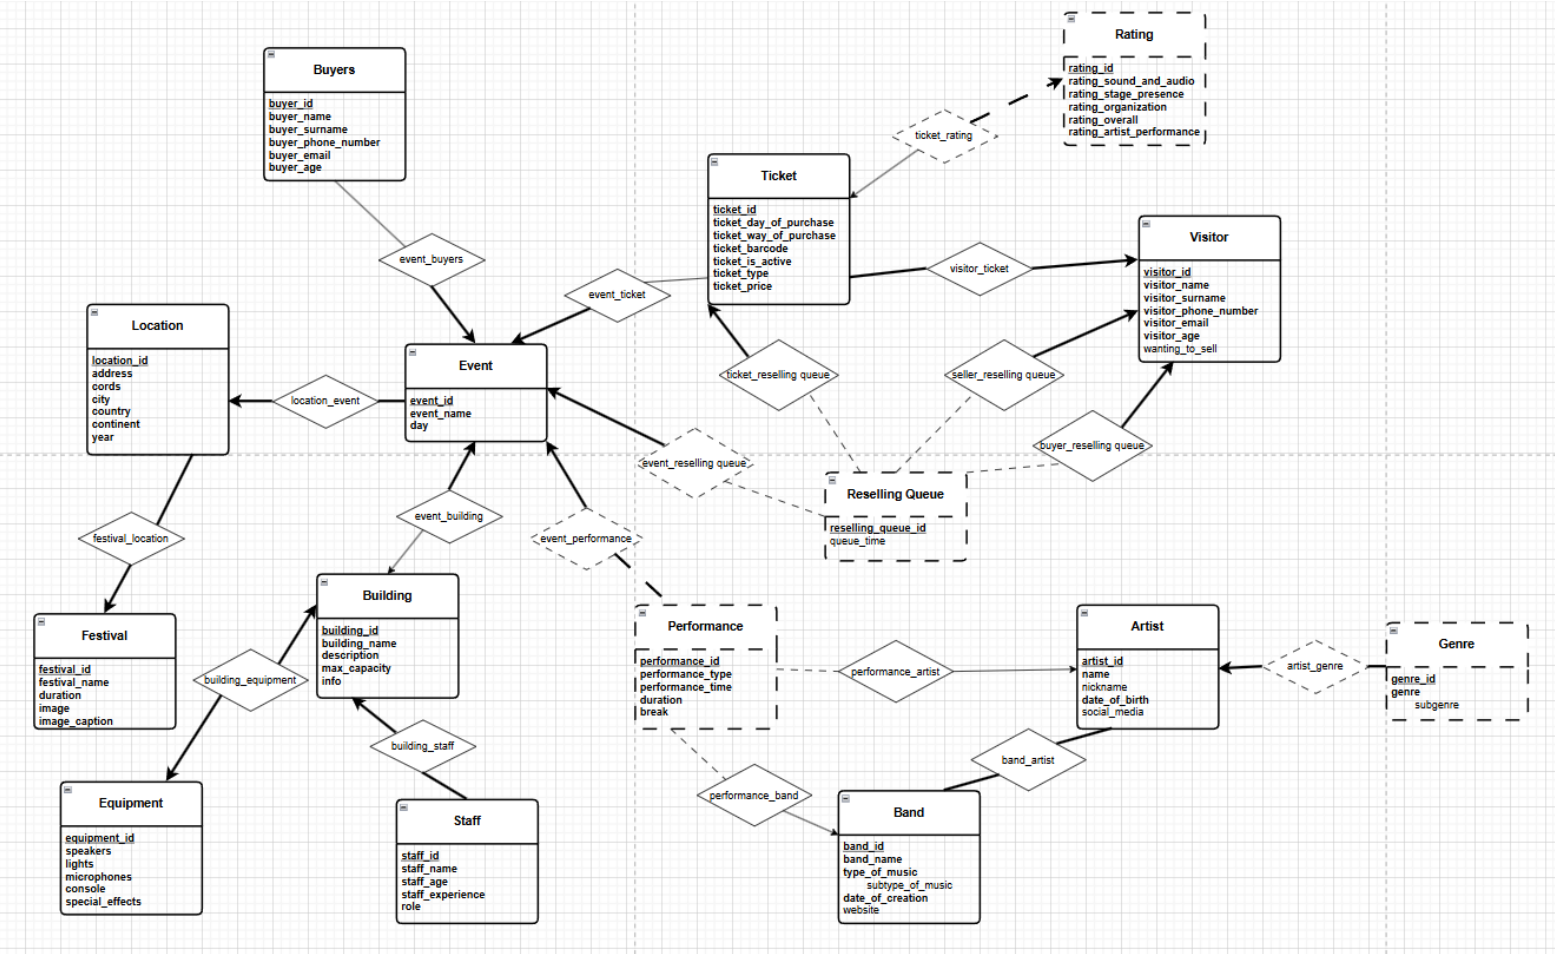 Rating
rating_id
rating_sound_and_audio
rating_stage_presence
rating_organization
rating_overall
rating_artist_performance
Buyers
buyer_id
buyer_name
buyer_surname
buyer_phone_number
buyer_email
buyer_age
ticket_rating
Ticket
ticket_id
ticket_day_of_purchase
ticket_way_of_purchase
ticket_barcode
ticket_is_active
ticket_type
ticket_price
Visitor
visitor_id
visitor_name
visitor_surname
visitor_phone_number
visitor_email
visitor_age
wanting_to_sell
event_buyers
visitor_ticket
event_ticket
Location
location_id
address
cords
city
country
continent
year
Event
event_id
event_name
day
location_event
ticket_reselling queue
seller_reselling queue
buyer_reselling queue
event_reselling queue
Reselling Queue
reselling_queue_id
queue_time
event_building
event_performance
festival_location
Building
building_id
building_name
description
max_capacity
info
Festival
festival_id
festival_name
duration
image
image_caption
building_equipment
Performance
performance_id
performance_type
performance_time
duration
break
performance_artist
Artist
artist_id
name
nickname
date_of_birth
social_media
artist_genre
Genre
genre_id
genre
subgenre
building_staff
band_artist
performance_band
Equipment
equipment_id
speakers
lights
microphones
console
special_effects
Staff
staff_id
staff_name
staff_age
staff_experience
role
Band
band_id
band_name
type_of_music
subtype_of_music
date_of_creation
website